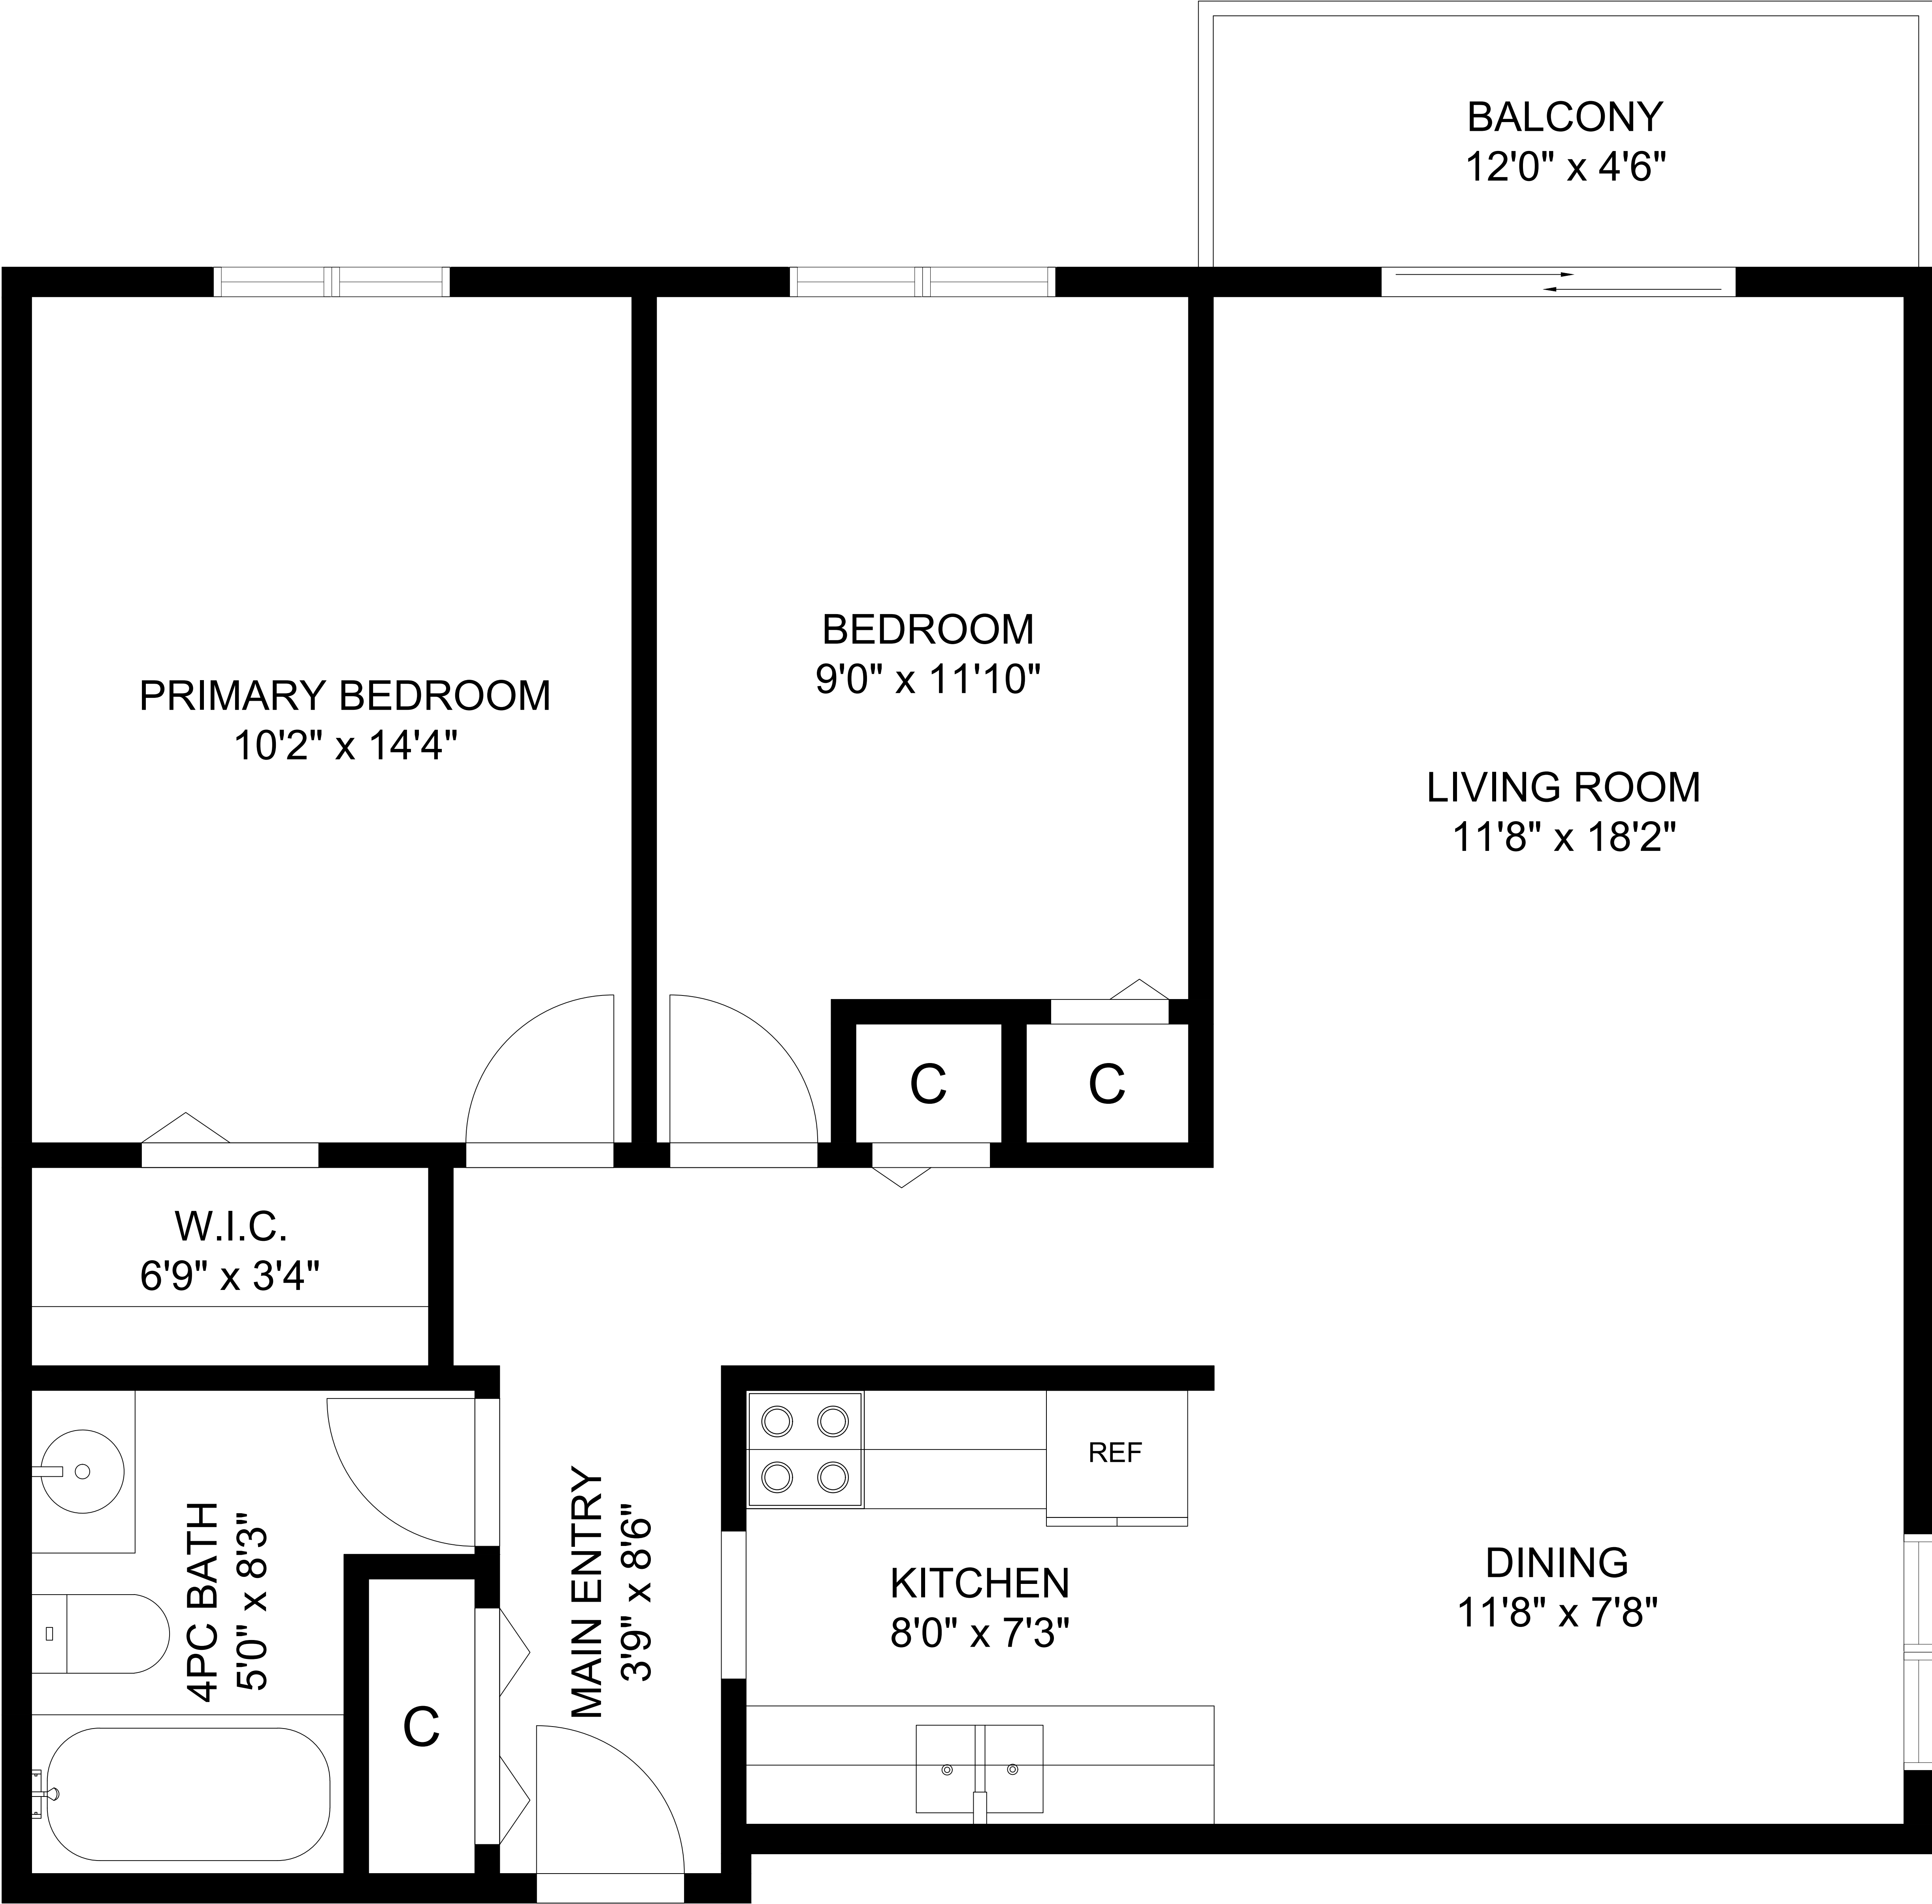 BALCONY
12'0" x 4'6"
BEDROOM
9'0" x 11'10"
PRIMARY BEDROOM
10'2" x 14'4"
LIVING ROOM
11'8" x 18'2"
C
C
W.I.C.
6'9" x 3'4"
REF
4PC BATH
5'0" x 8'3"
MAIN ENTRY
3'9" x 8'6"
KITCHEN
8'0" x 7'3"
DINING
11'8" x 7'8"
C